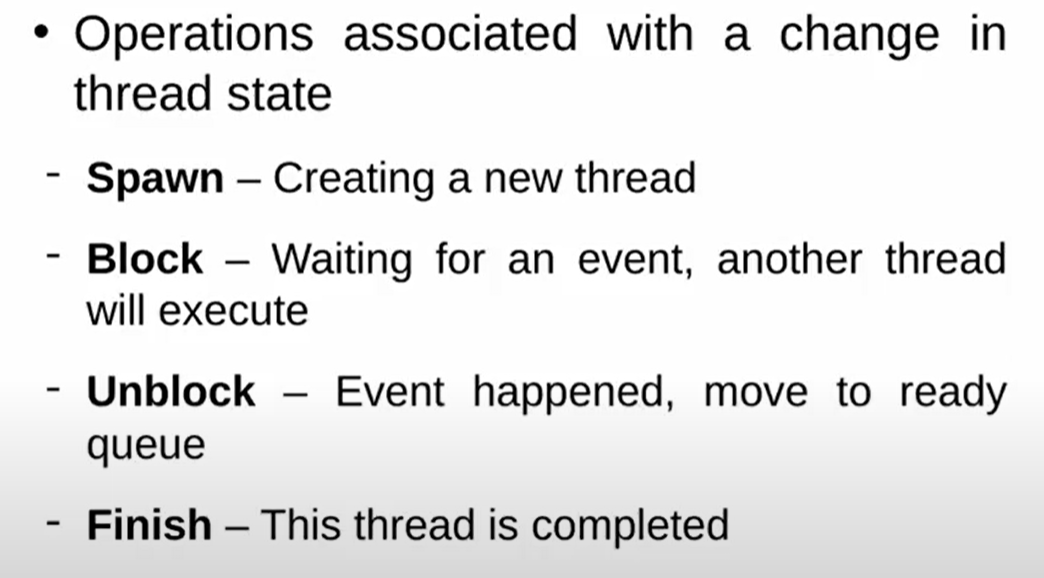 • Operations associated with a change in
thread state
- Spawn – Creating a new thread
- Block – Waiting for an event, another thread
will execute
- Unblock – Event happened, move to ready
queue
- Finish – This thread is completed